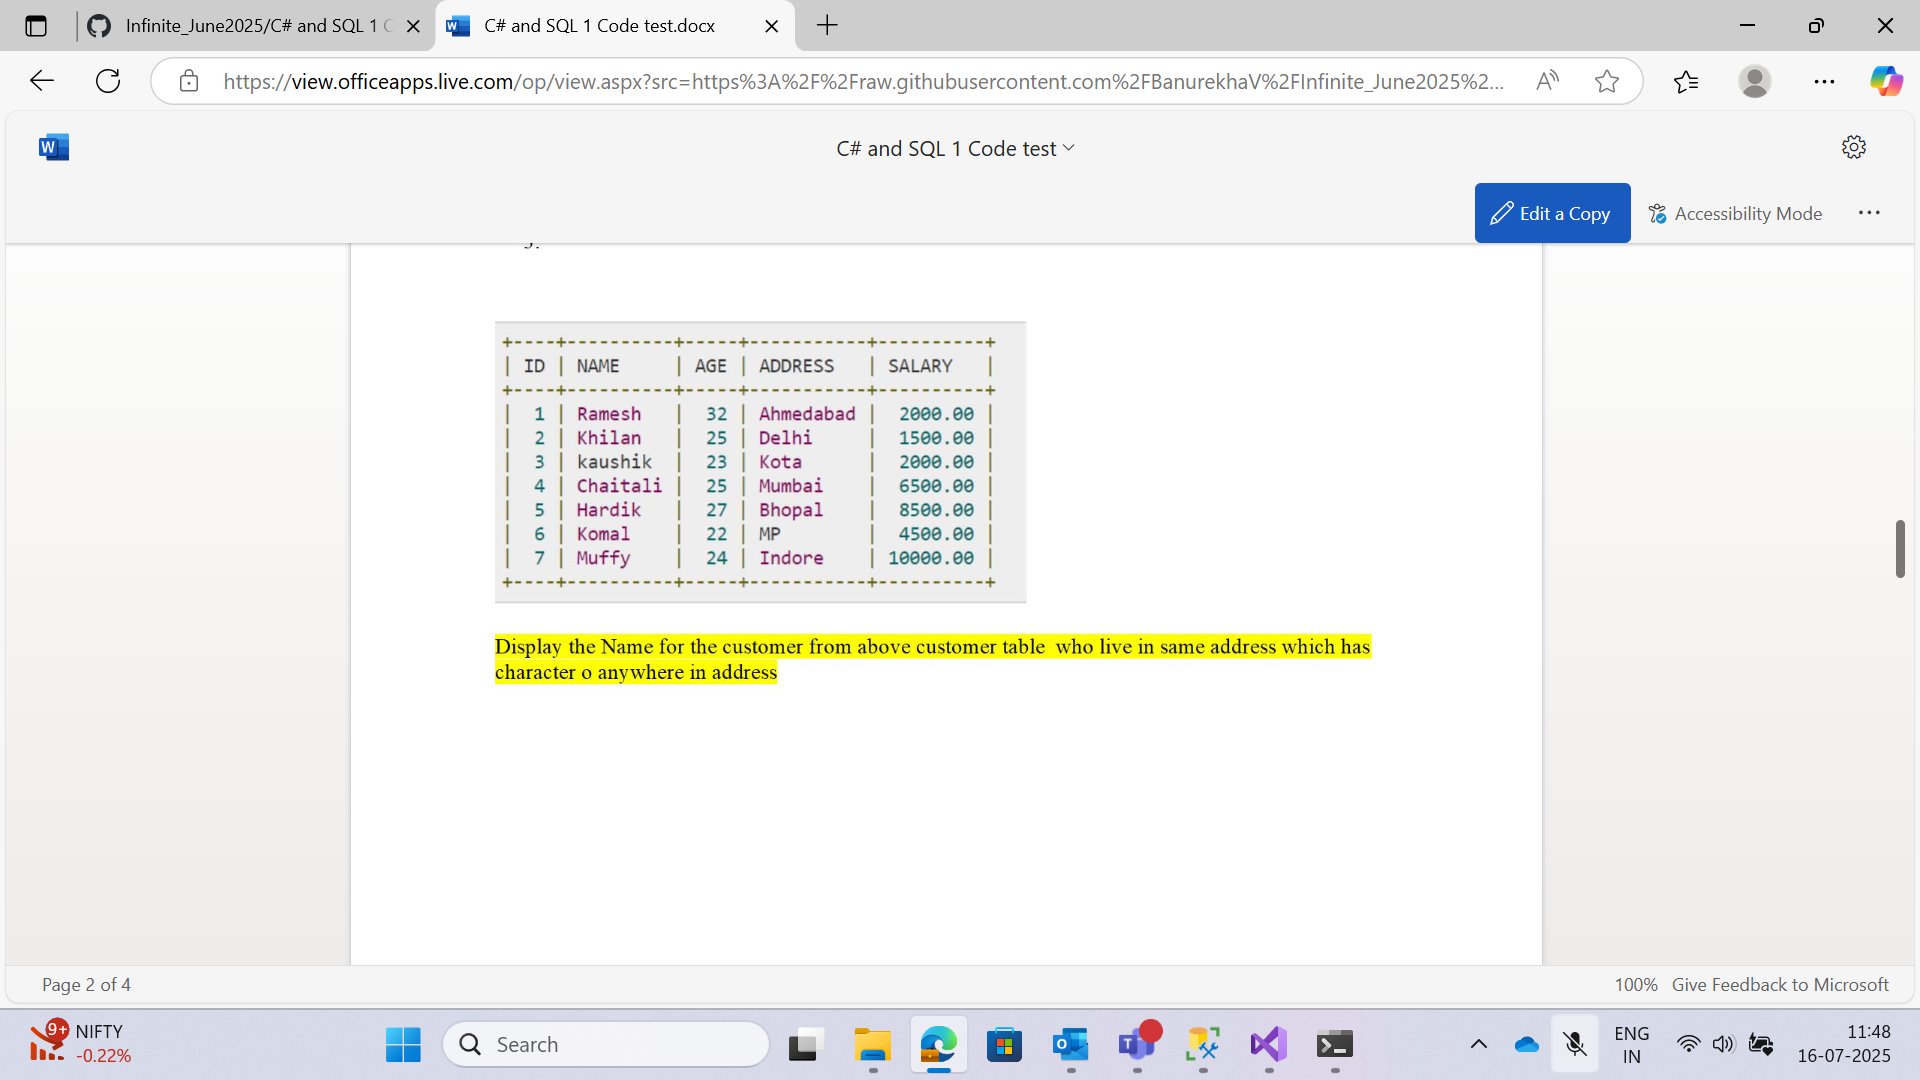 Infinite_June2025/C# and SQL 1 C
C# and SQL 1 Code test.docx
https://view.officeapps.live.com/op/view.aspx?src=https%3A%2F%2Fraw.githubusercontent.com%2FBanurekhaV%2FInfinite_June2025%2...
C# and SQL 1 Code test
Edit a Copy
Accessibility Mode
+----+----------+-----+-----------+----------+
| ID | NAME     | AGE | ADDRESS   | SALARY   |
+----+----------+-----+-----------+----------+
|  1 | Ramesh   |  32 | Ahmedabad |  2000.00 |
|  2 | Khilan   |  25 | Delhi     |  1500.00 |
|  3 | kaushik  |  23 | Kota      |  2000.00 |
|  4 | Chaitali |  25 | Mumbai    |  6500.00 |
|  5 | Hardik   |  27 | Bhopal    |  8500.00 |
|  6 | Komal    |  22 | MP        |  4500.00 |
|  7 | Muffy    |  24 | Indore    | 10000.00 |
+----+----------+-----+-----------+----------+
Display the Name for the customer from above customer table  who live in same address which has
character o anywhere in address
Page 2 of 4
100%
Give Feedback to Microsoft
9+
NIFTY
-0.22%
Search
ENG
IN
11:48
16-07-2025